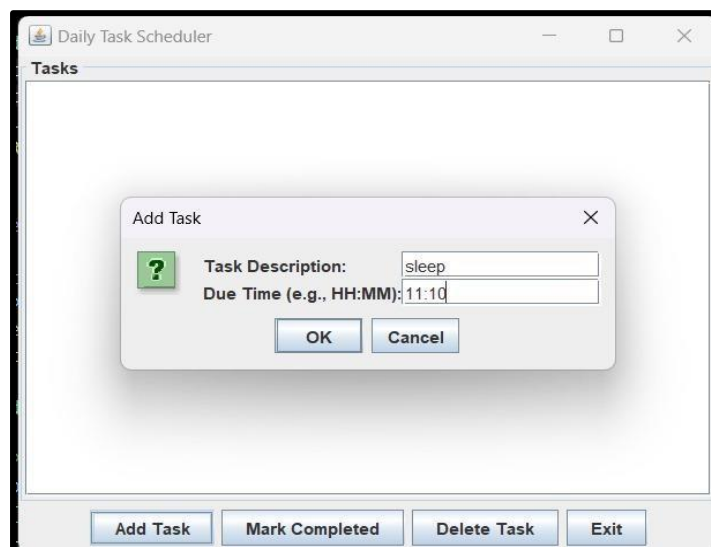 Daily Task Scheduler
Tasks
Add Task
?
Task Description: sleep
Due Time (e.g., HH:MM): 11:10
OK Cancel
Add Task Mark Completed Delete Task Exit